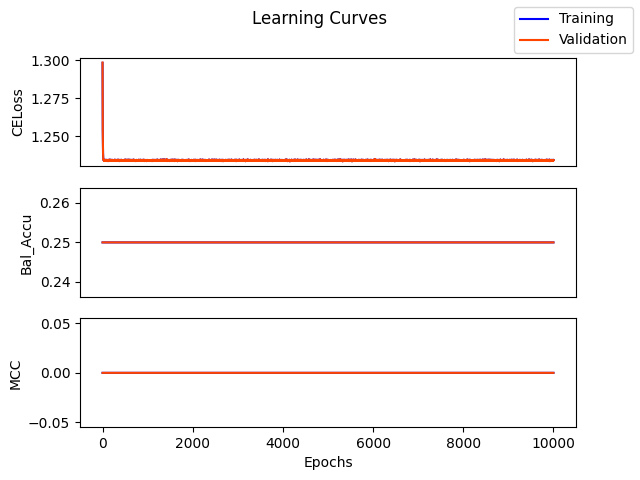 Learning Curves
Training
Validation
CELoss
1.300
1.275
1.250
Bal_Accu
0.26
0.25
0.24
MCC
0.05
0.00
−0.05
0 2000 4000 6000 8000 10000
Epochs